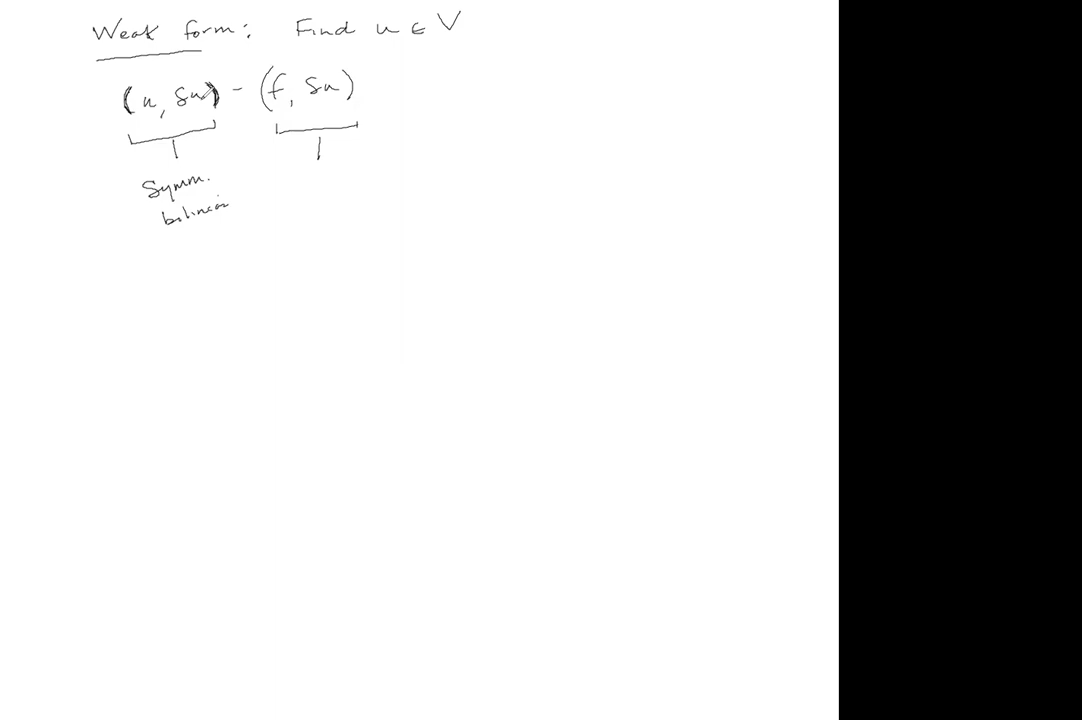 Weak form: Find u ∈ V
(u, δu) - (f, δu)
Symm.
bilinear